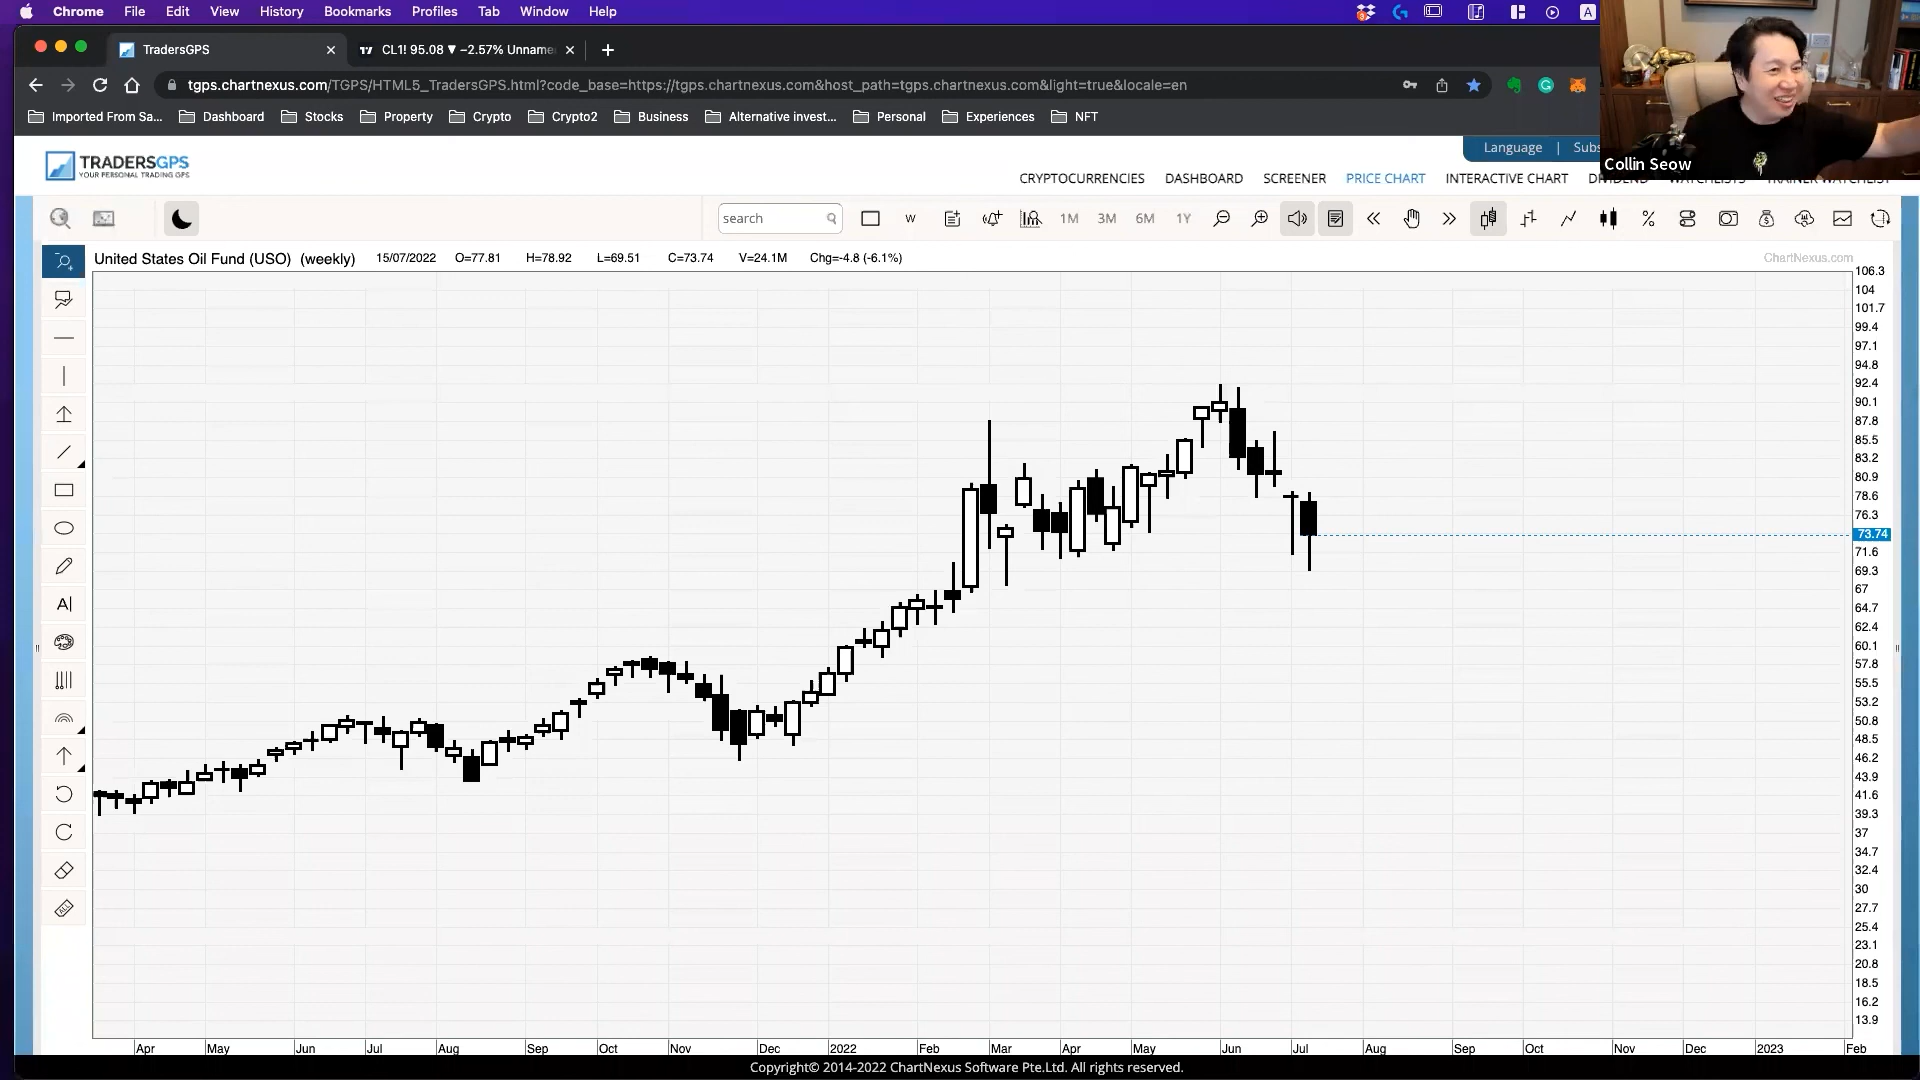 Chrome File Edit View History Bookmarks Profiles Tab Window Help A
TradersGPS
CL1! 95.08 ▼ −2.57% Unname
tgps.chartnexus.com/TGPS/HTML5_TradersGPS.html?code_base=https://tgps.chartnexus.com&host_path=tgps.chartnexus.com&light=true&locale=en
Imported From Sa... Dashboard Stocks Property Crypto Crypto2 Business Alternative invest... Personal Experiences NFT
Collin Seow
Language | Subs
TRADERSGPS
YOUR PERSONAL TRADING GPS
CRYPTOCURRENCIES DASHBOARD SCREENER PRICE CHART INTERACTIVE CHART
search W 1M 3M 6M 1Y
United States Oil Fund (USO) (weekly) 15/07/2022 O=77.81 H=78.92 L=69.51 C=73.74 V=24.1M Chg=-4.8 (-6.1%)
ChartNexus.com
106.3
104
101.7
99.4
97.1
94.8
92.4
90.1
87.8
85.5
83.2
80.9
78.6
76.3
73.74
71.6
69.3
67
64.7
62.4
60.1
57.8
55.5
53.2
50.8
48.5
46.2
43.9
41.6
39.3
37
34.7
32.4
30
27.7
25.4
23.1
20.8
18.5
16.2
13.9
A|
ALL
Apr May Jun Jul Aug Sep Oct Nov Dec 2022 Feb Mar Apr May Jun Jul Aug Sep Oct Nov Dec 2023 Feb
Copyright© 2014-2022 ChartNexus Software Pte.Ltd. All rights reserved.